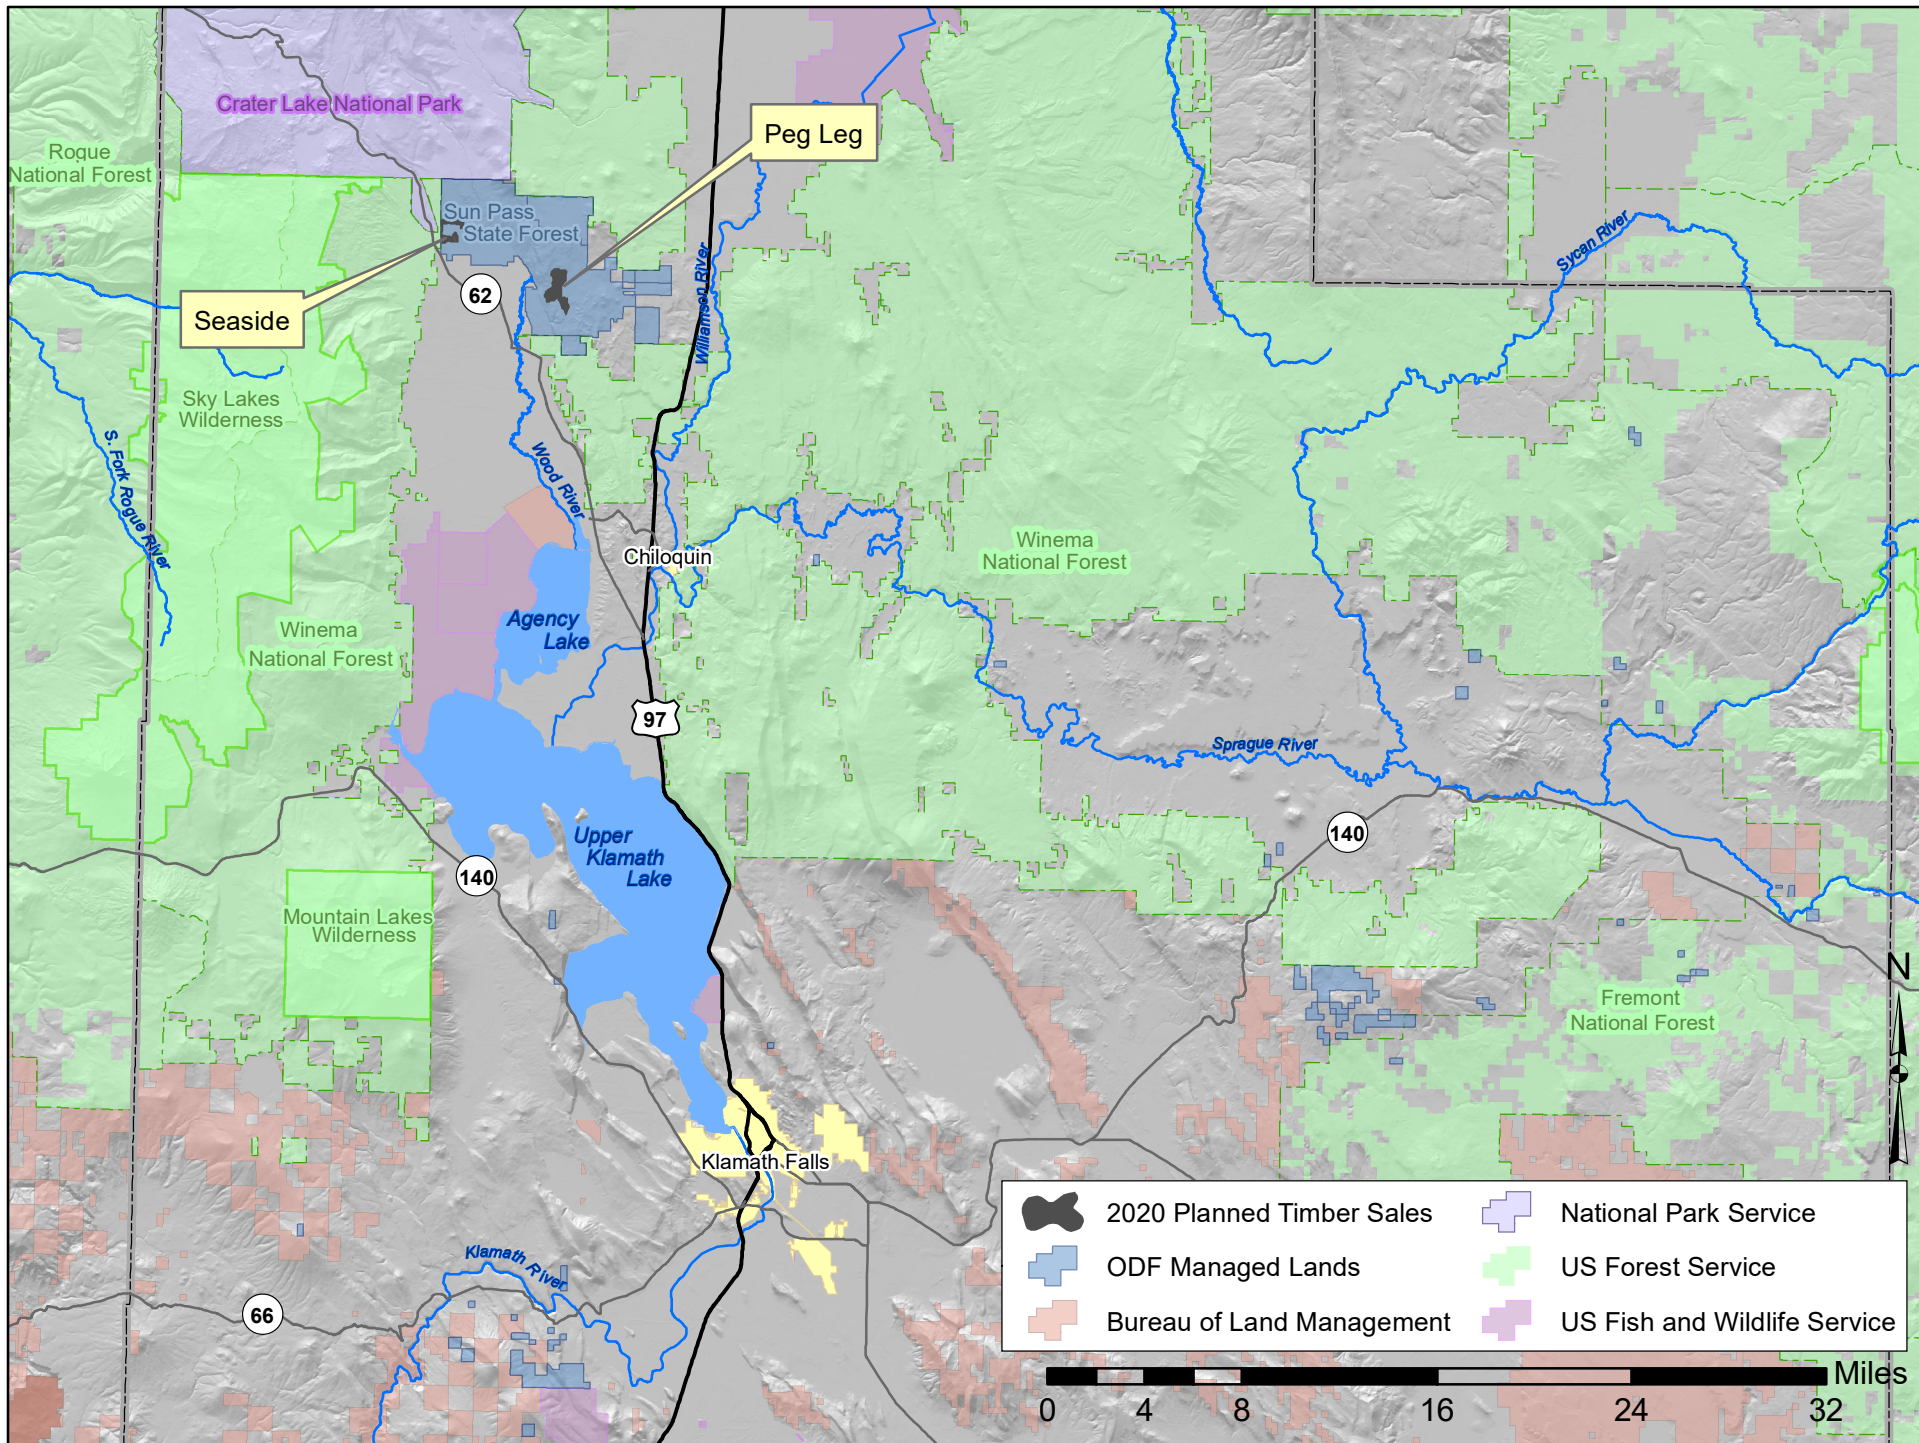 Crater Lake National Park
Peg Leg
Rogue
National Forest
Sun Pass
State Forest
Sycan River
Williamson River
62
Seaside
Sky Lakes
Wilderness
S. Fork Rogue River
Wood River
Chiloquin
Winema
National Forest
Agency
Lake
Winema
National Forest
97
Sprague River
Upper
Klamath
Lake
140
140
Mountain Lakes
Wilderness
N
Fremont
National Forest
Klamath Falls
Klamath River
66
2020 Planned Timber Sales
ODF Managed Lands
Bureau of Land Management
National Park Service
US Forest Service
US Fish and Wildlife Service
Miles
0 4 8 16 24 32